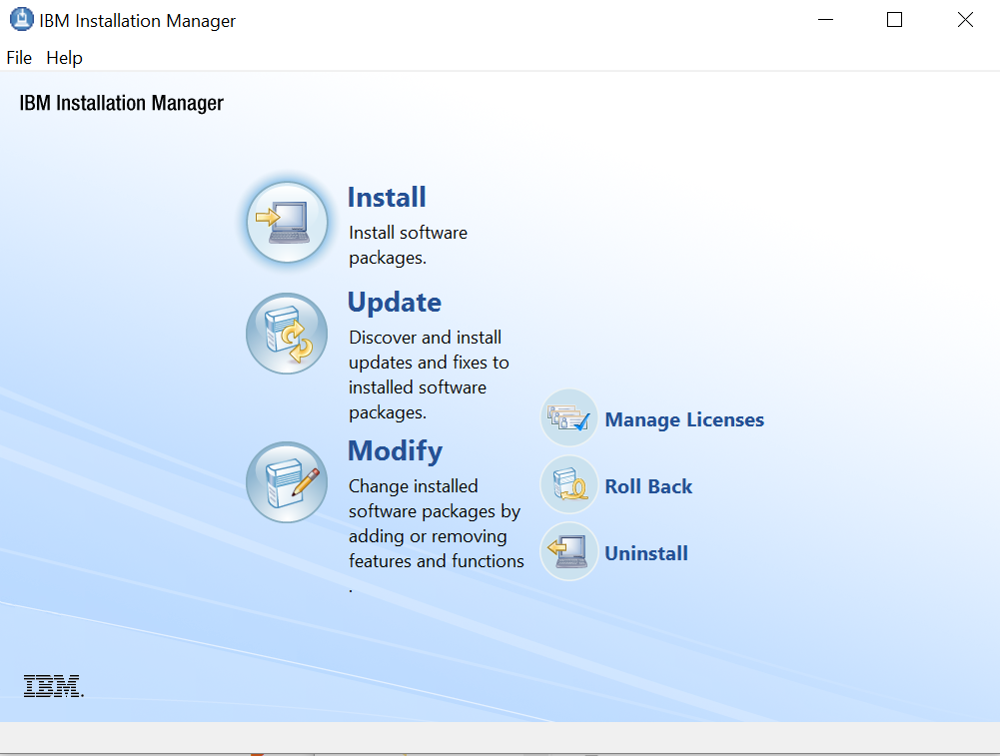 IBM Installation Manager
File Help
IBM Installation Manager
Install
Install software
packages.
Update
Discover and install
updates and fixes to
installed software
packages.
Modify
Change installed
software packages by
adding or removing
features and functions
.
Manage Licenses
Roll Back
Uninstall
IBM.